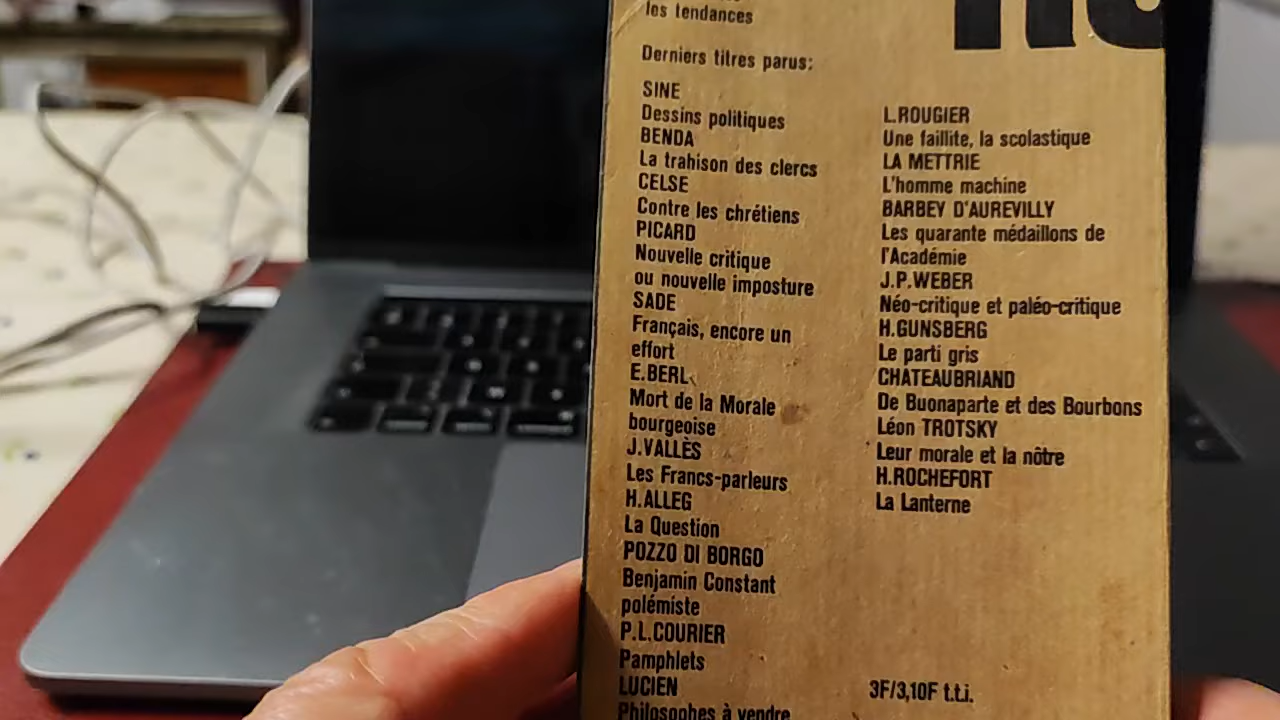 les tendances
Derniers titres parus:
SINE
Dessins politiques
BENDA
La trahison des clercs
CELSE
Contre les chrétiens
PICARD
Nouvelle critique
ou nouvelle imposture
SADE
Français, encore un
effort
E.BERL
Mort de la Morale
bourgeoise
J.VALLÈS
Les Francs-parleurs
H.ALLEG
La Question
POZZO DI BORGO
Benjamin Constant
polémiste
P.L.COURIER
Pamphlets
LUCIEN
Philosophes à vendre
L.ROUGIER
Une faillite, la scolastique
LA METTRIE
L'homme machine
BARBEY D'AUREVILLY
Les quarante médaillons de
l'Académie
J.P.WEBER
Néo-critique et paléo-critique
H.GUNSBERG
Le parti gris
CHATEAUBRIAND
De Buonaparte et des Bourbons
Léon TROTSKY
Leur morale et la nôtre
H.ROCHEFORT
La Lanterne
3F/3,10F t.t.i.